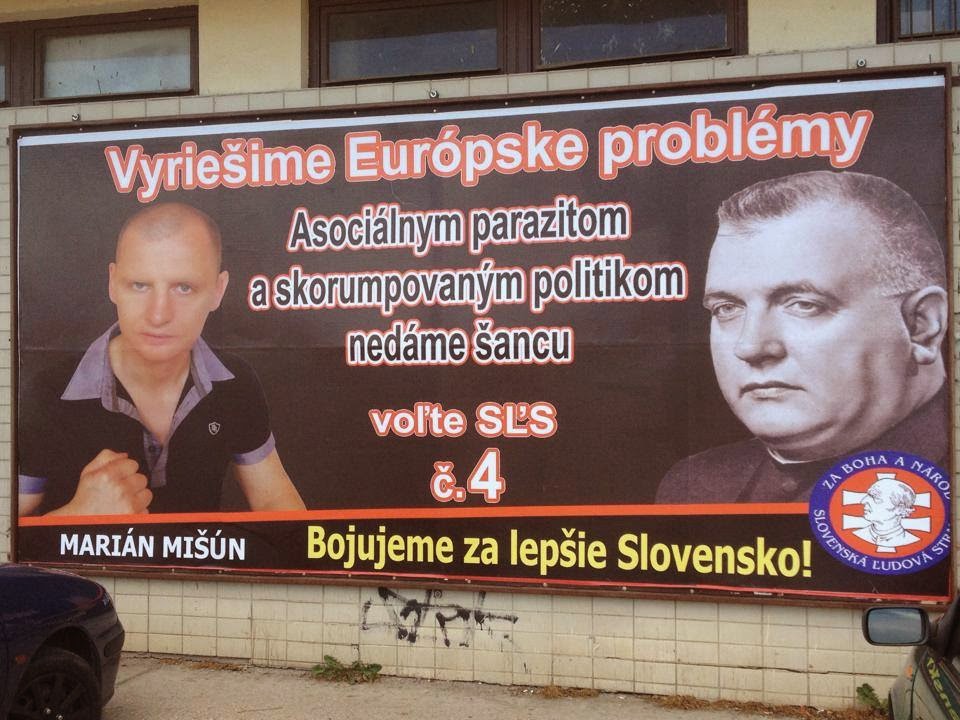 Vyriešime Európske problémy
Asociálnym parazitom
a skorumpovaným politikom
nedáme šancu
voľte SĽS
č.4
MARIÁN MIŠÚN
Bojujeme za lepšie Slovensko!
ZA BOHA A NÁROD
SLOVENSKÁ ĽUDOVÁ